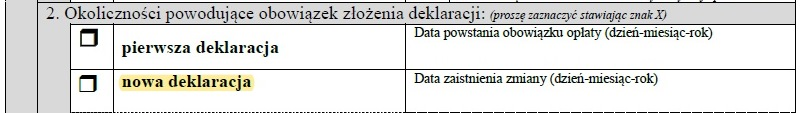 2. Okoliczności powodujące obowiązek złożenia deklaracji: (proszę zaznaczyć stawiając znak X)
pierwsza deklaracja
Data powstania obowiązku opłaty (dzień-miesiąc-rok)
nowa deklaracja
Data zaistnienia zmiany (dzień-miesiąc-rok)